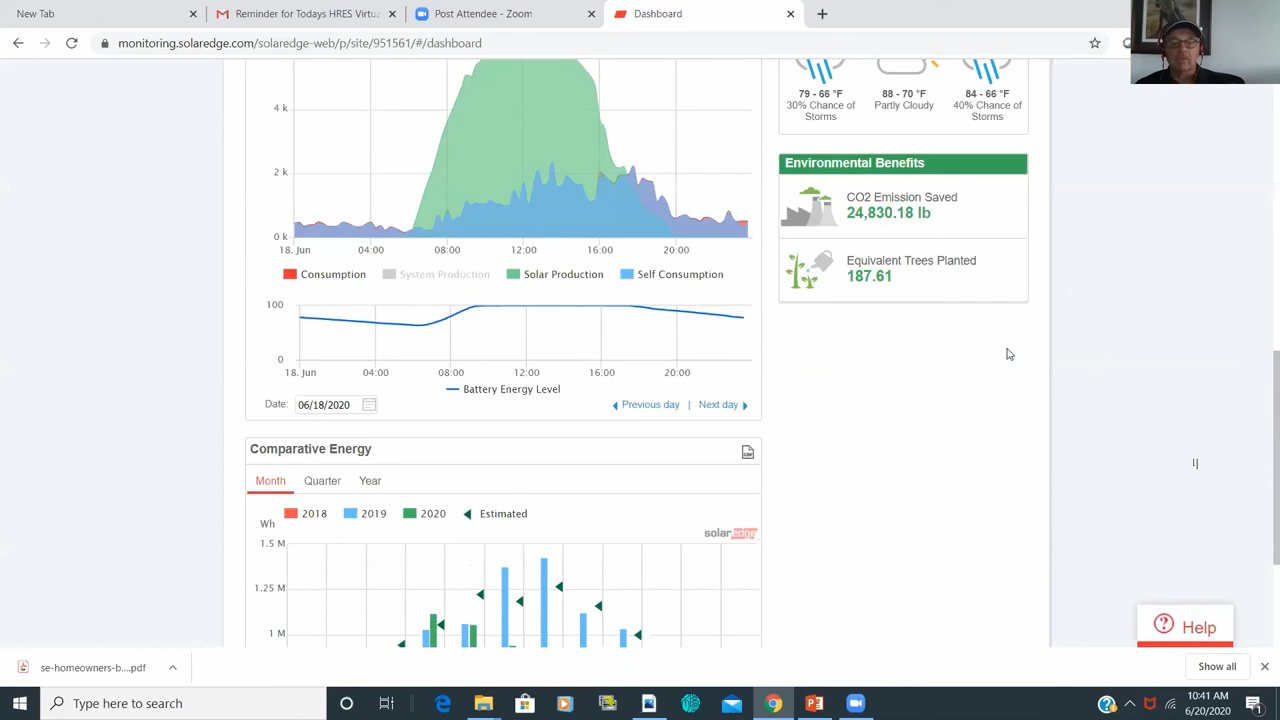 New Tab
Reminder for Todays HRES Virtua
Post Attendee - Zoom
Dashboard
monitoring.solaredge.com/solaredge-web/p/site/951561/#/dashboard
4 k
2 k
0 k
18. Jun 04:00 08:00 12:00 16:00 20:00
Consumption System Production Solar Production Self Consumption
100
0
18. Jun 04:00 08:00 12:00 16:00 20:00
Battery Energy Level
Date: 06/18/2020 Previous day | Next day
79 - 66 °F 88 - 70 °F 84 - 66 °F
30% Chance of Storms
Partly Cloudy
40% Chance of Storms
Environmental Benefits
CO2 Emission Saved
24,830.18 lb
Equivalent Trees Planted
187.61
Comparative Energy
CSV
Month Quarter Year
2018 2019 2020 Estimated
Wh
solaredge
1.5 M
1.25 M
1 M
Help
se-homeowners-b....pdf
Show all
Type here to search
10:41 AM
6/20/2020
1